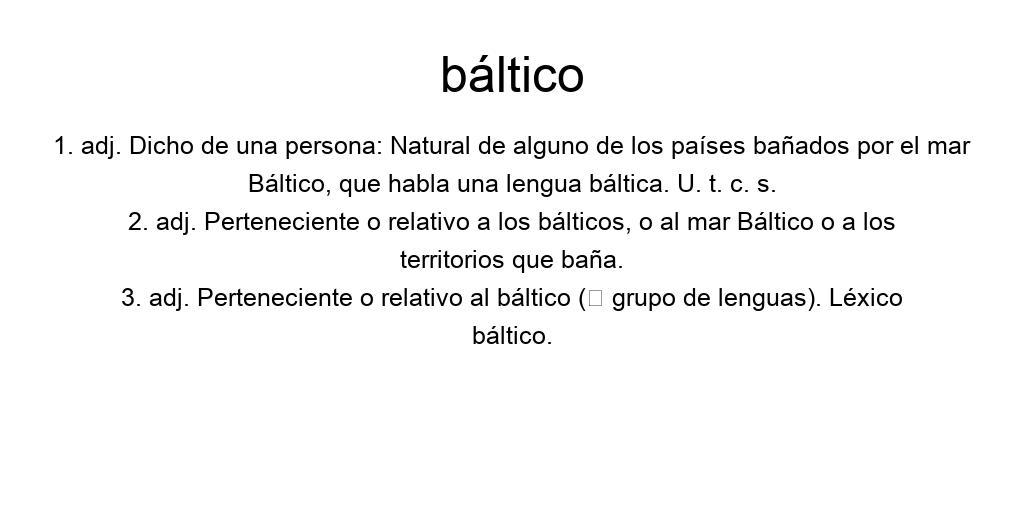 báltico
1. adj. Dicho de una persona: Natural de alguno de los países bañados por el mar
Báltico, que habla una lengua báltica. U. t. c. s.
2. adj. Perteneciente o relativo a los bálticos, o al mar Báltico o a los
territorios que baña.
3. adj. Perteneciente o relativo al báltico (□ grupo de lenguas). Léxico
báltico.